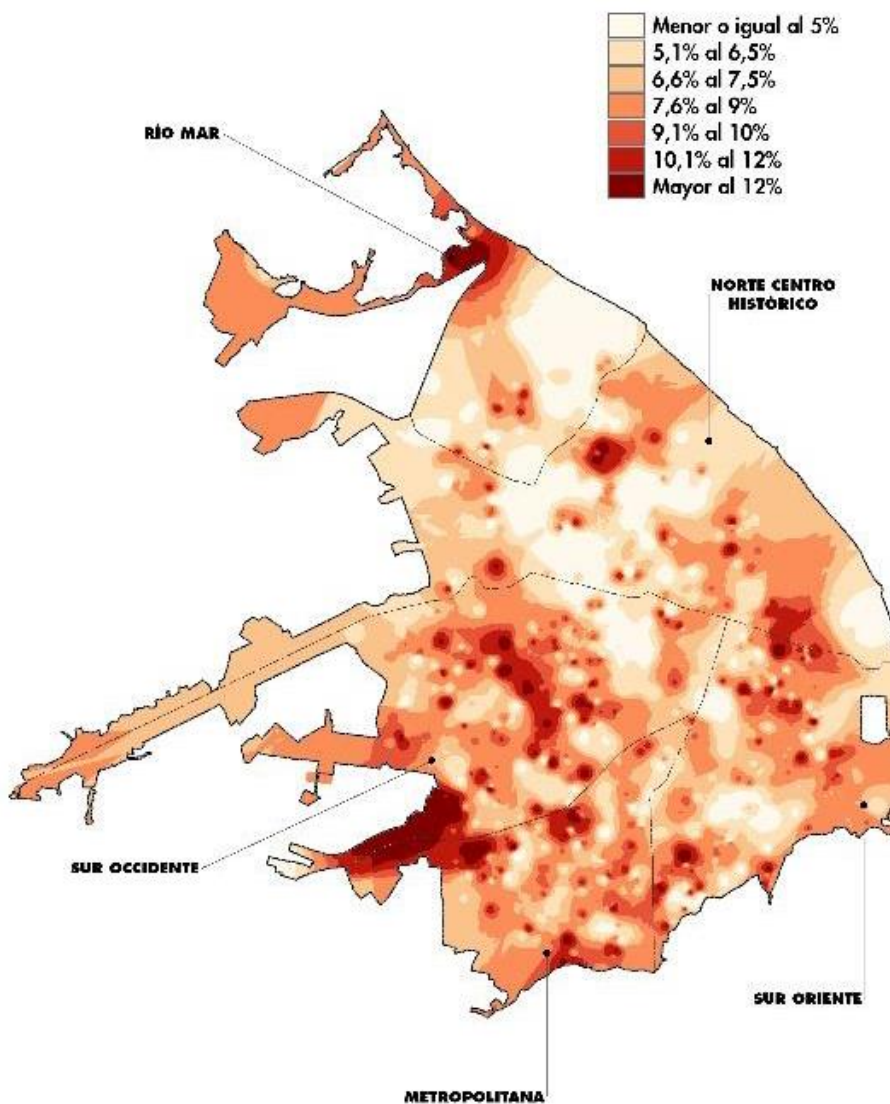 Menor o igual al 5%
5,1% al 6,5%
6,6% al 7,5%
7,6% al 9%
9,1% al 10%
10,1% al 12%
Mayor al 12%
RÍO MAR
NORTE CENTRO
HISTÓRICO
SUR OCCIDENTE
SUR ORIENTE
METROPOLITANA